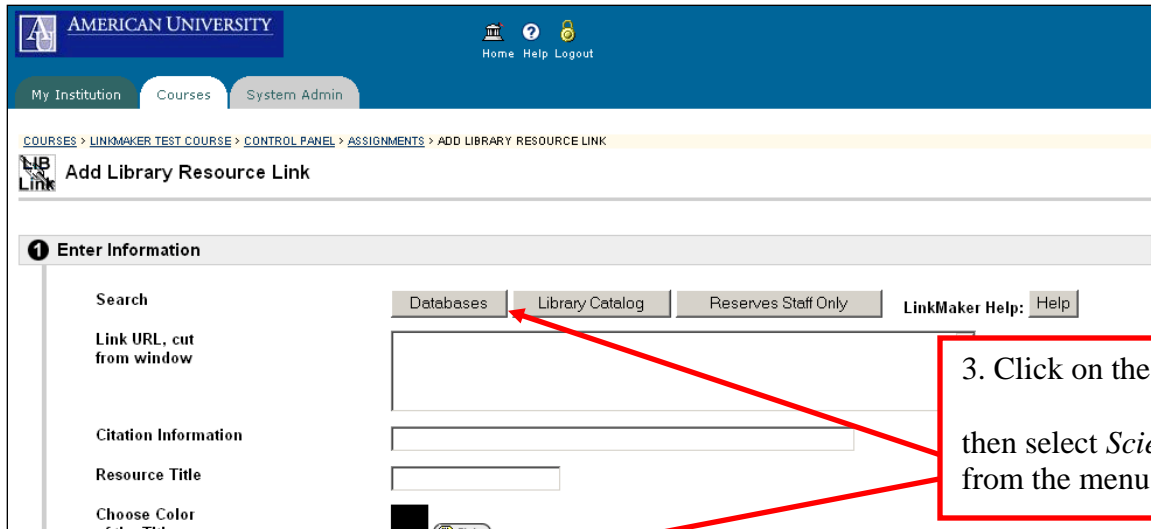 AMERICAN UNIVERSITY
Home Help Logout
My Institution Courses System Admin
COURSES > LINKMAKER TEST COURSE > CONTROL PANEL > ASSIGNMENTS > ADD LIBRARY RESOURCE LINK
LIB Link Add Library Resource Link
1 Enter Information
Search Databases Library Catalog Reserves Staff Only LinkMaker Help: Help
Link URL, cut
from window
3. Click on the
Citation Information
then select Scie
Resource Title
from the menu
Choose Color